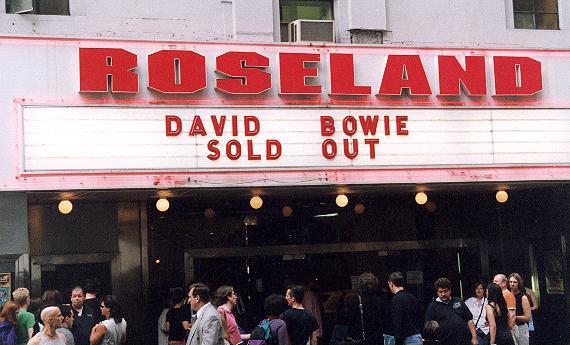 ROSELAND
DAVID BOWIE
SOLD OUT